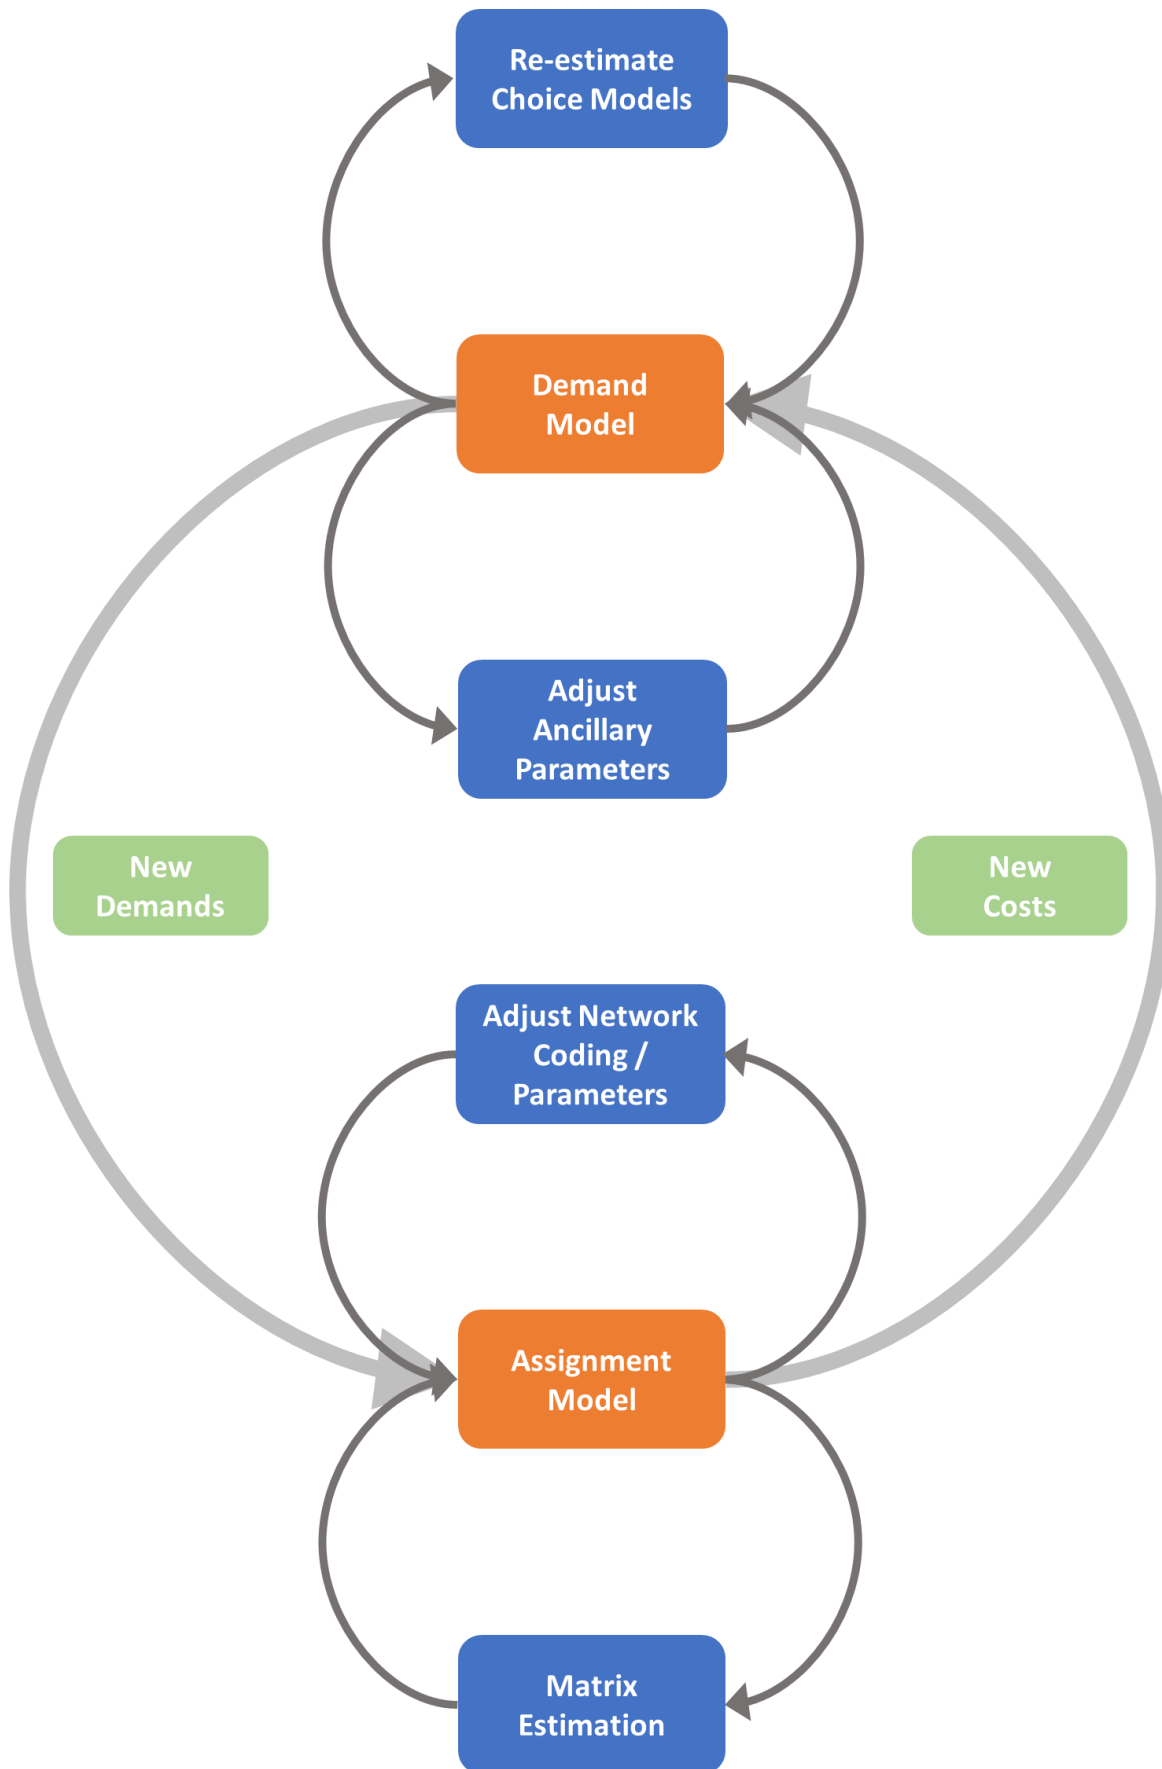 Re-estimate
Choice Models
Demand
Model
Adjust
Ancillary
Parameters
New
Demands
New
Costs
Adjust Network
Coding /
Parameters
Assignment
Model
Matrix
Estimation